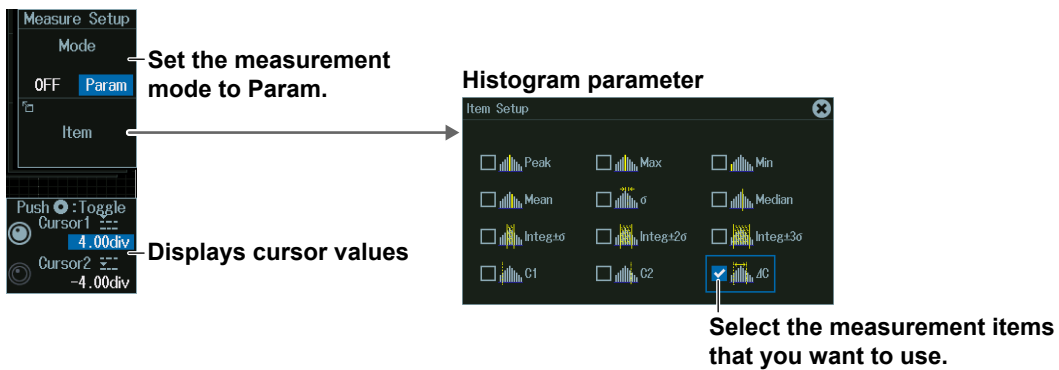 Measure Setup
Mode
OFF Param
Item
Set the measurement
mode to Param.
Push :Toggle
Cursor1
4.00div
Cursor2
-4.00div
Displays cursor values
Histogram parameter
Item Setup
Peak Max Min
Mean σ Median
Integ±σ Integ±2σ Integ±3σ
C1 C2 ΔC
Select the measurement items
that you want to use.